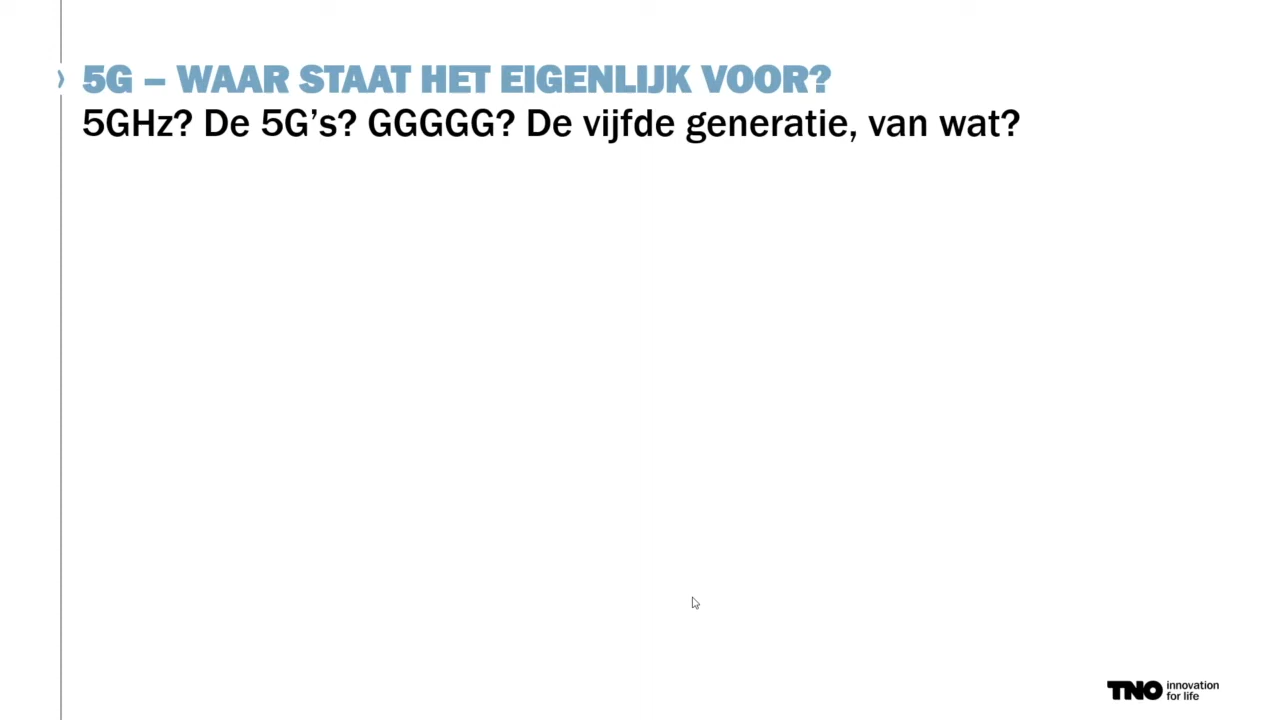 5G – WAAR STAAT HET EIGENLIJK VOOR?
5GHz? De 5G’s? GGGGG? De vijfde generatie, van wat?
TNO innovation
for life